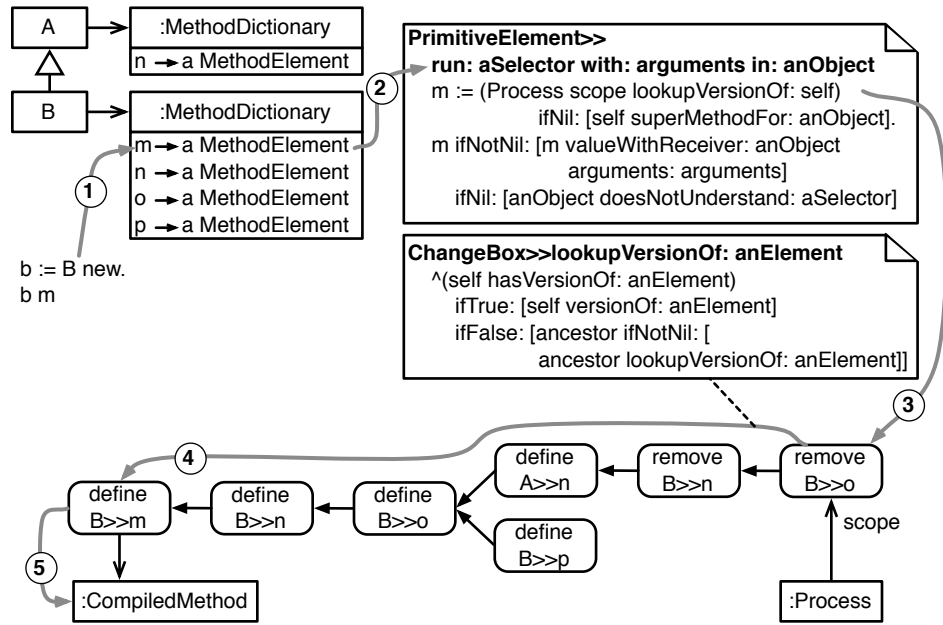 A
:MethodDictionary
n → a MethodElement
B
:MethodDictionary
m → a MethodElement
n → a MethodElement
o → a MethodElement
p → a MethodElement
1
b := B new.
b m
2
PrimitiveElement>>
run: aSelector with: arguments in: anObject
m := (Process scope lookupVersionOf: self)
ifNil: [self superMethodFor: anObject].
m ifNotNil: [m valueWithReceiver: anObject
arguments: arguments]
ifNil: [anObject doesNotUnderstand: aSelector]
ChangeBox>>lookupVersionOf: anElement
^(self hasVersionOf: anElement)
ifTrue: [self versionOf: anElement]
ifFalse: [ancestor ifNotNil: [
ancestor lookupVersionOf: anElement]]
3
4
define
B>>m
define
B>>n
define
B>>o
define
A>>n
remove
B>>n
remove
B>>o
define
B>>p
scope
5
:CompiledMethod
:Process